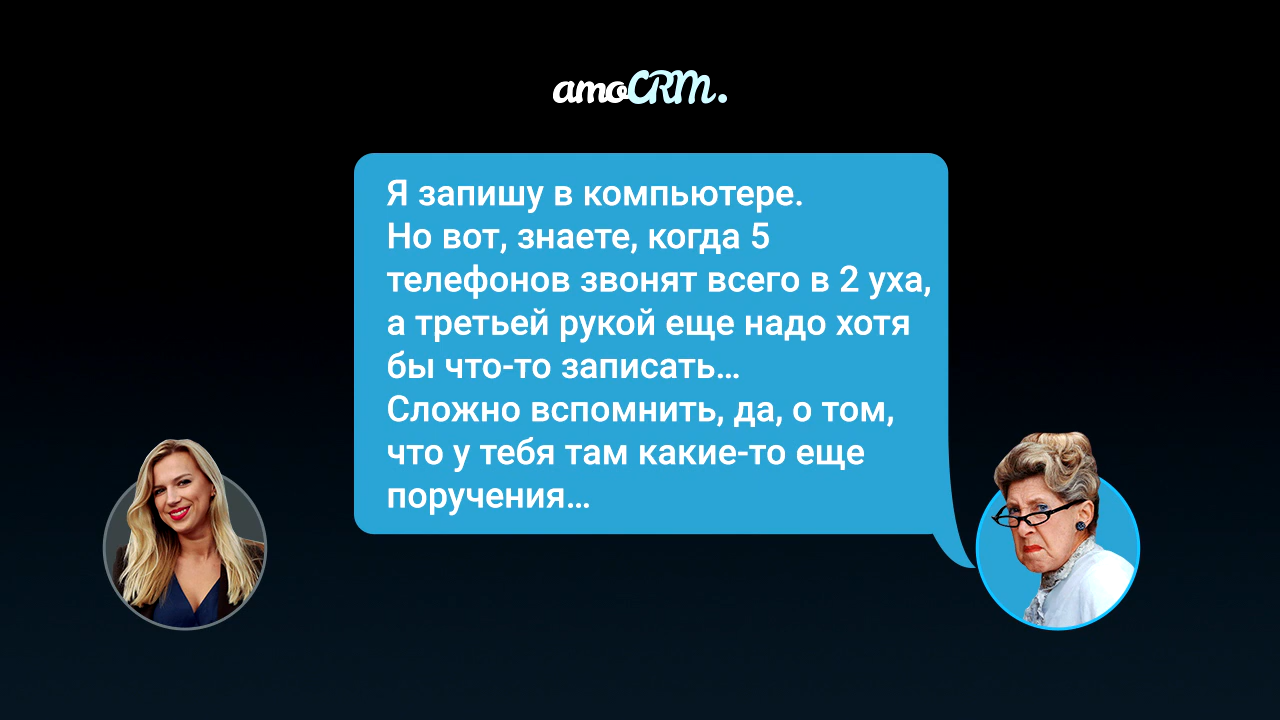 amoCRM.
Я запишу в компьютере.
Но вот, знаете, когда 5
телефонов звонят всего в 2 уха,
а третьей рукой еще надо хотя
бы что-то записать...
Сложно вспомнить, да, о том,
что у тебя там какие-то еще
поручения...